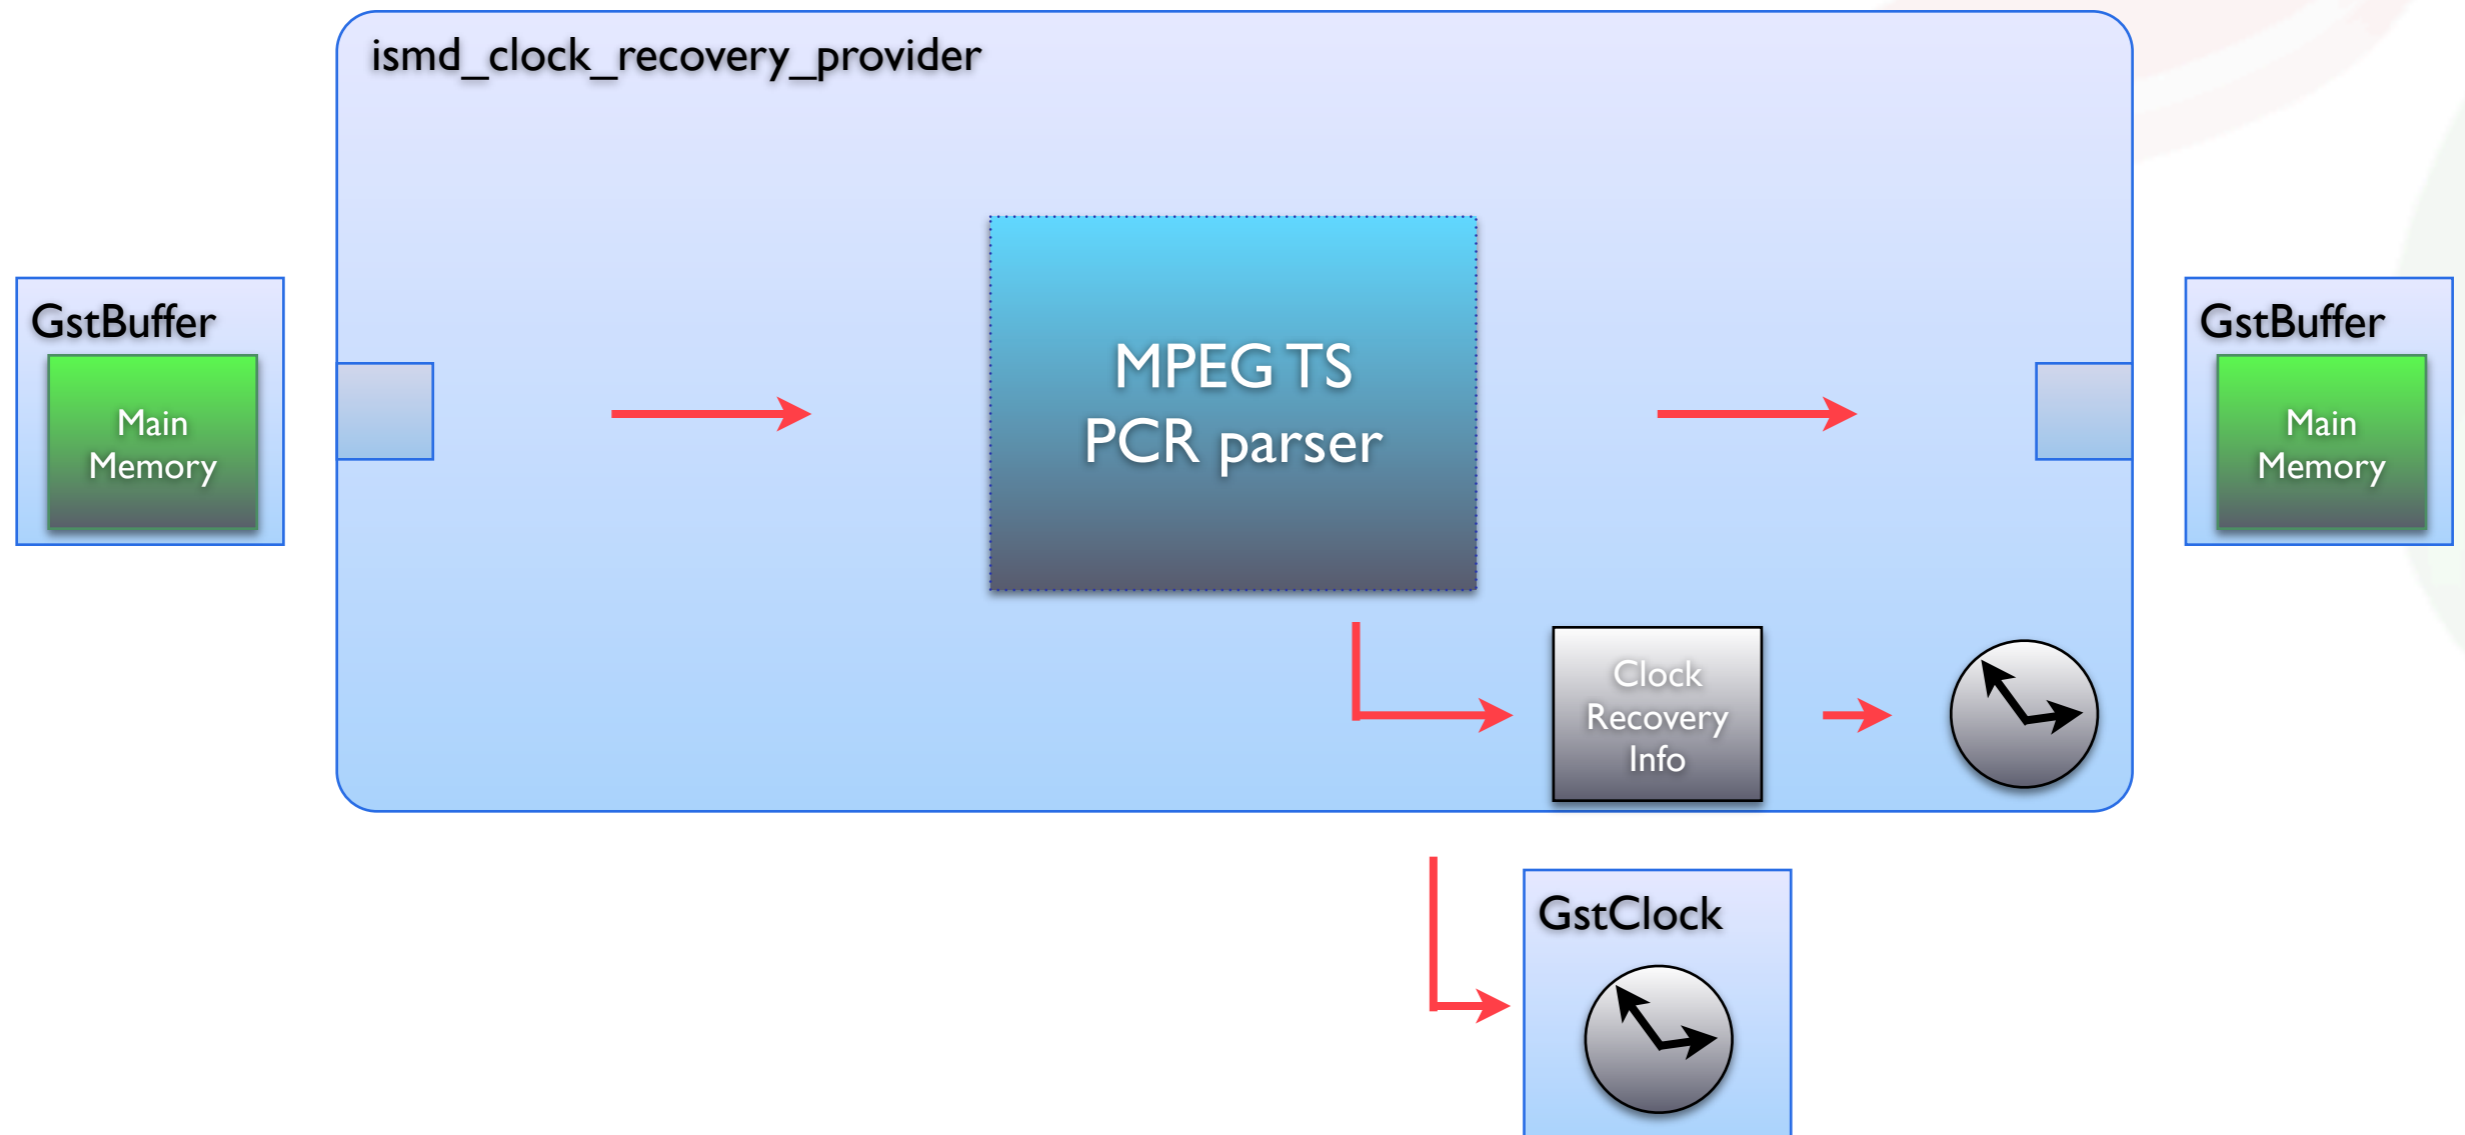 ismd_clock_recovery_provider
GstBuffer
Main
Memory
MPEG TS
PCR parser
GstBuffer
Main
Memory
Clock
Recovery
Info
GstClock